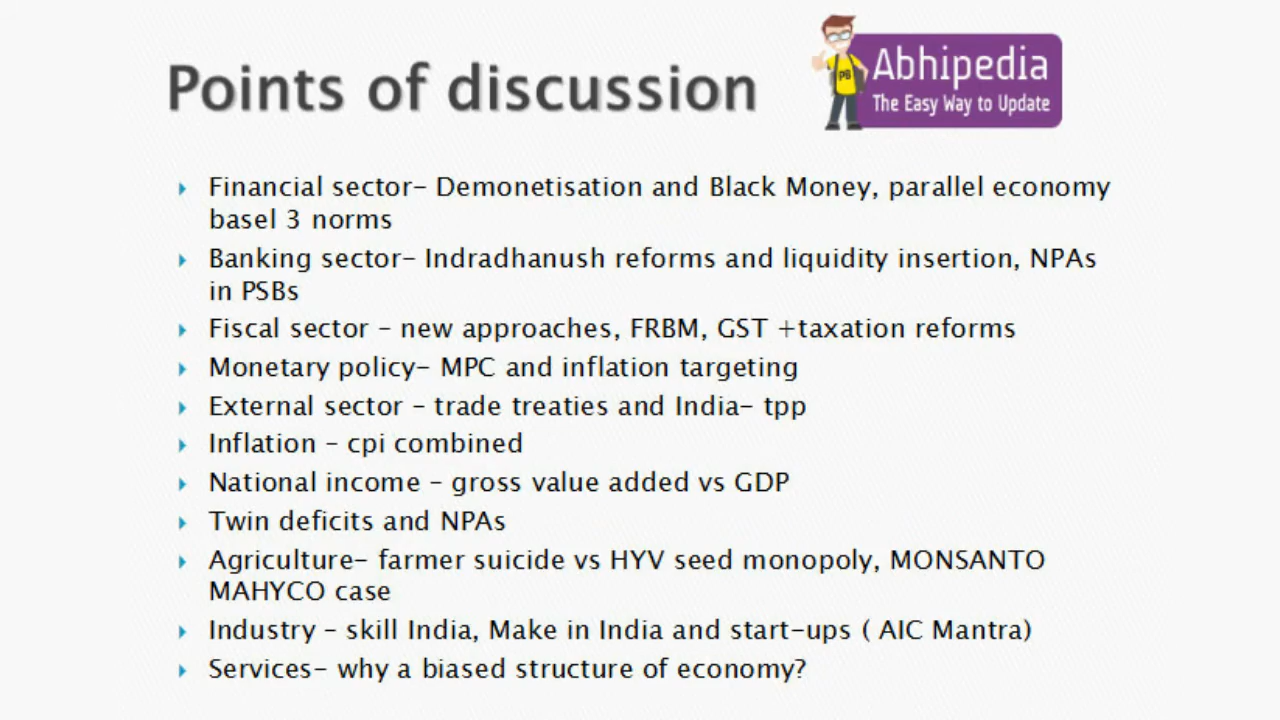 Points of discussion
PB
Abhipedia
The Easy Way to Update
Financial sector- Demonetisation and Black Money, parallel economy
basel 3 norms
Banking sector- Indradhanush reforms and liquidity insertion, NPAs
in PSBs
Fiscal sector – new approaches, FRBM, GST +taxation reforms
Monetary policy- MPC and inflation targeting
External sector – trade treaties and India- tpp
Inflation – cpi combined
National income – gross value added vs GDP
Twin deficits and NPAs
Agriculture- farmer suicide vs HYV seed monopoly, MONSANTO
MAHYCO case
Industry – skill India, Make in India and start-ups ( AIC Mantra)
Services- why a biased structure of economy?